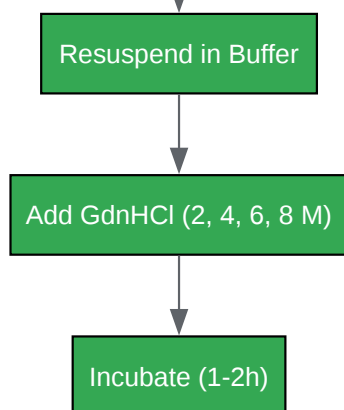 Resuspend in Buffer
Add GdnHCl (2, 4, 6, 8 M)
Incubate (1-2h)